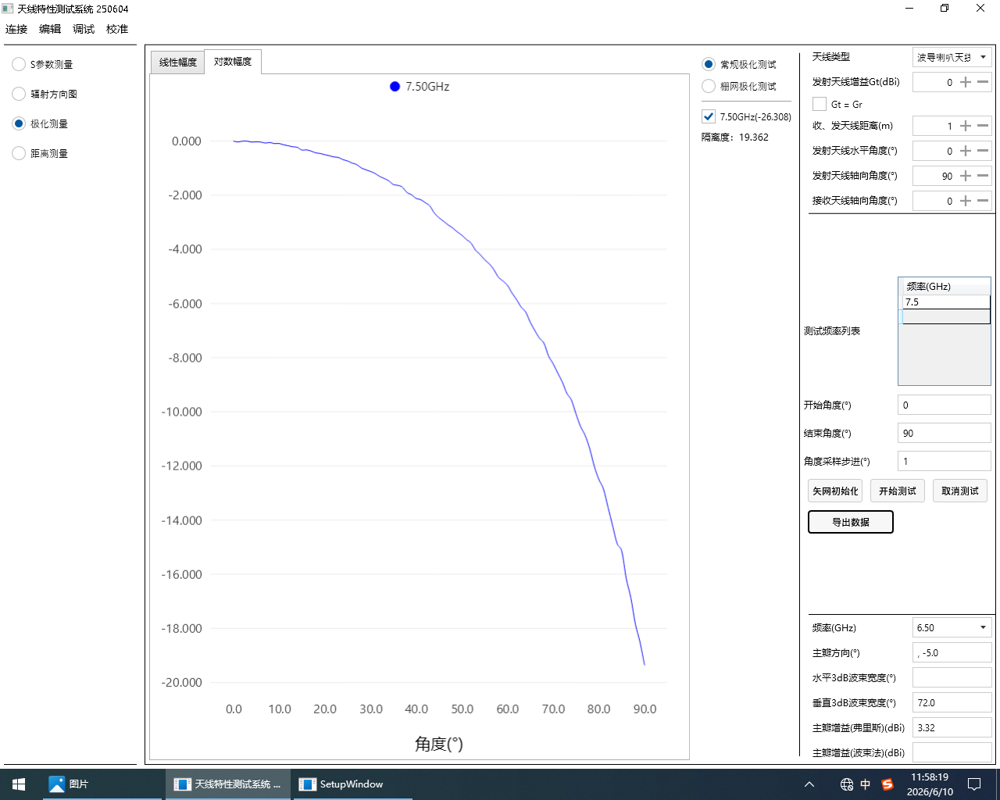 天线特性测试系统 250604
连接 编辑 调试 校准
S参数测量
辐射方向图
极化测量
距离测量
线性幅度 对数幅度
7.50GHz
0.000
-2.000
-4.000
-6.000
-8.000
-10.000
-12.000
-14.000
-16.000
-18.000
-20.000
0.0 10.0 20.0 30.0 40.0 50.0 60.0 70.0 80.0 90.0
角度(°)
常规极化测试
栅网极化测试
7.50GHz(-26.308)
隔离度：19.362
天线类型 波导喇叭天线
发射天线增益Gt(dBi) 0
Gt = Gr
收、发天线距离(m) 1
发射天线水平角度(°) 0
发射天线轴向角度(°) 90
接收天线轴向角度(°) 0
频率(GHz)
7.5
测试频率列表
开始角度(°) 0
结束角度(°) 90
角度采样步进(°) 1
矢网初始化 开始测试 取消测试
导出数据
频率(GHz) 6.50
主瓣方向(°) , -5.0
水平3dB波束宽度(°)
垂直3dB波束宽度(°) 72.0
主瓣增益(弗里斯)(dBi) 3.32
主瓣增益(波束法)(dBi)
图片 天线特性测试系统 ... SetupWindow
中
11:58:19
2026/6/10